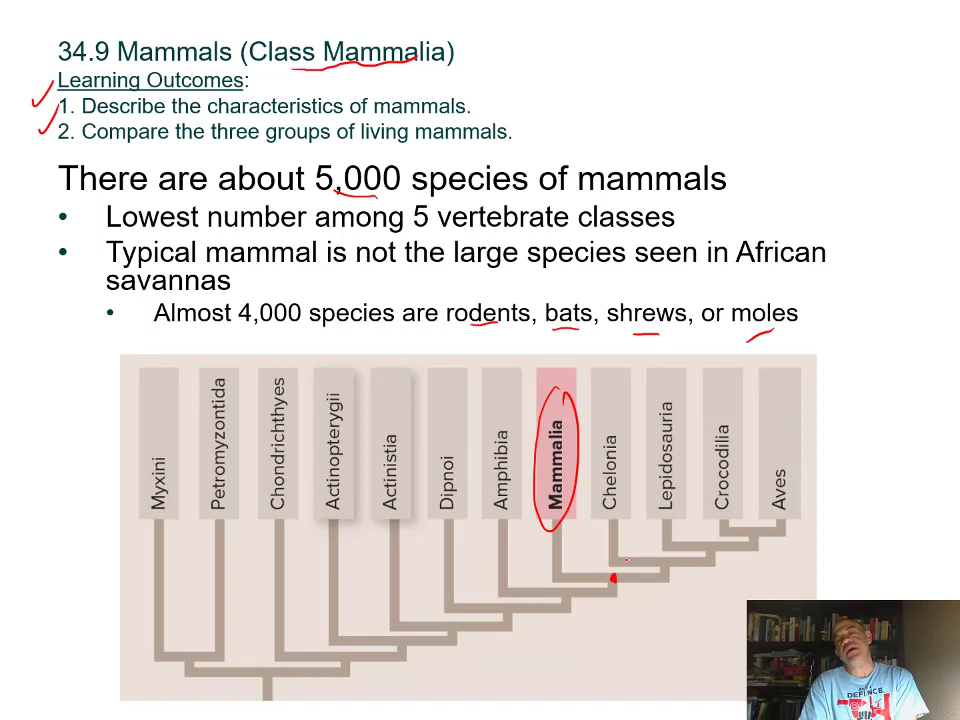 34.9 Mammals (Class Mammalia)
Learning Outcomes:
1. Describe the characteristics of mammals.
2. Compare the three groups of living mammals.
There are about 5,000 species of mammals
• Lowest number among 5 vertebrate classes
• Typical mammal is not the large species seen in African
savannas
• Almost 4,000 species are rodents, bats, shrews, or moles
Myxini
Petromyzontida
Chondrichthyes
Actinopterygii
Actinistia
Dipnoi
Amphibia
Mammalia
Chelonia
Lepidosauria
Crocodilia
Aves
DEFIANCE